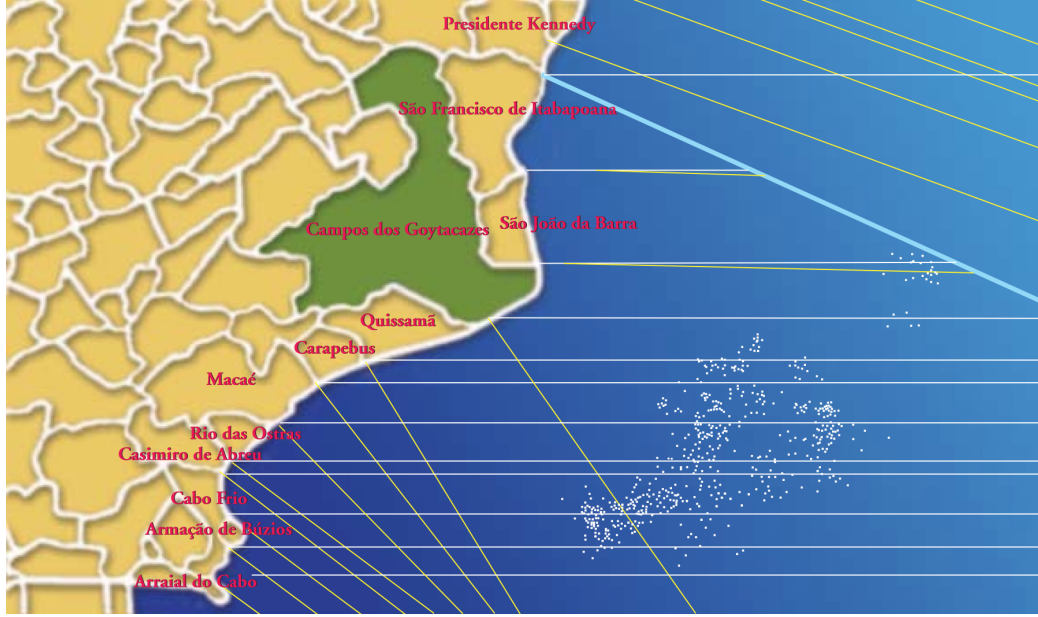 Presidente Kennedy
São Francisco de Itabapoana
Campos dos Goytacazes
São João da Barra
Quissamã
Carapebus
Macaé
Rio das Ostras
Casimiro de Abreu
Cabo Frio
Armação de Búzios
Arraial do Cabo